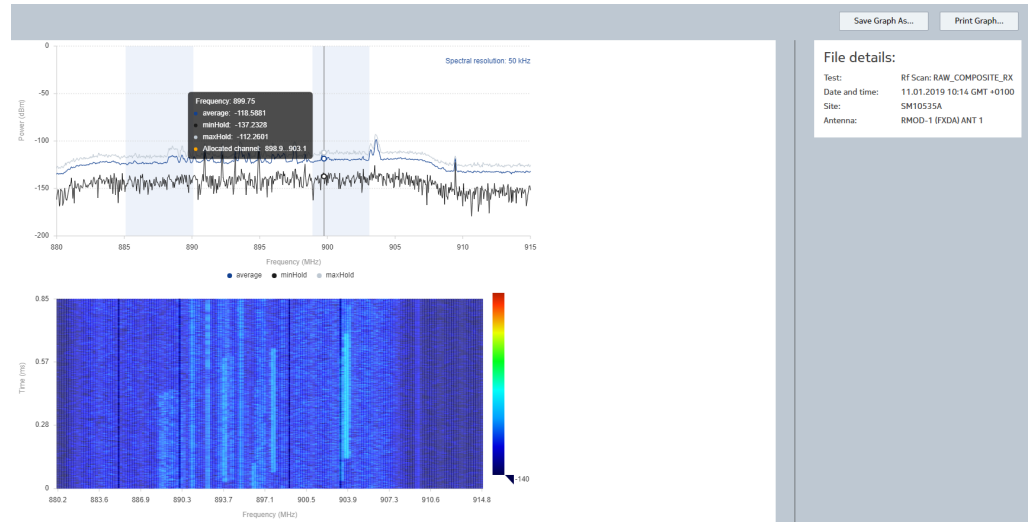 Save Graph As... Print Graph...
File details:
Test: Rf Scan: RAW_COMPOSITE_RX
Date and time: 11.01.2019 10:14 GMT +0100
Site: SM10535A
Antenna: RMOD-1 (FXDA) ANT 1
Spectral resolution: 50 kHz
Power (dBm)
0
-50
-100
-150
-200
Frequency: 899.75
average: -118.5881
minHold: -137.2328
maxHold: -112.2601
Allocated channel: 898.9...903.1
880 885 890 895 900 905 910 915
Frequency (MHz)
average minHold maxHold
Time (ms)
0.85
0.57
0.28
0
-140
880.2 883.6 886.9 890.3 893.7 897.1 900.5 903.9 907.3 910.6 914.8
Frequency (MHz)